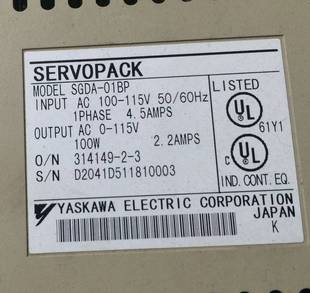 SERVOPACK
MODEL SGDA-01BP
INPUT AC 100-115V 50/60Hz
1PHASE 4.5AMPS
OUTPUT AC 0-115V
100W 2.2AMPS
O/N 314149-2-3
S/N D2041D511810003
LISTED
UL
61Y1
C UL
IND. CONT. EQ.
YASKAWA ELECTRIC CORPORATION
JAPAN
K